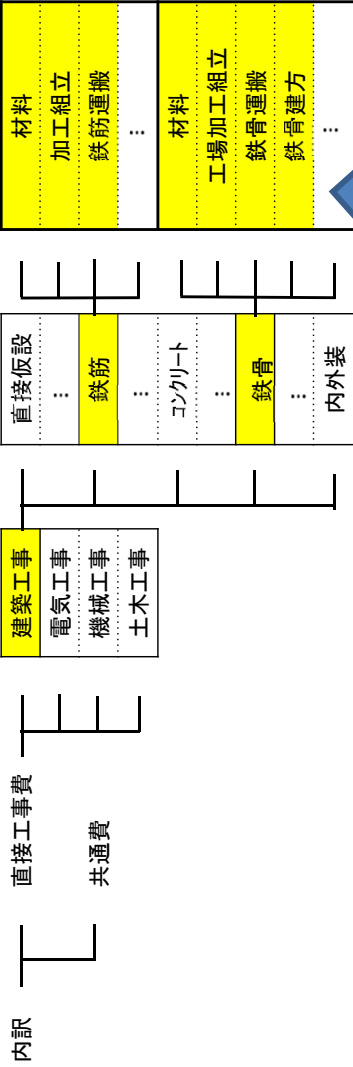 内訳
直接工事費
共通費
建築工事
電気工事
機械工事
土木工事
直接仮設
…
鉄筋
…
コンクリート
…
鉄骨
…
内外装
材料
加工組立
鉄筋運搬
…
材料
工場加工組立
鉄骨運搬
鉄骨建方
…